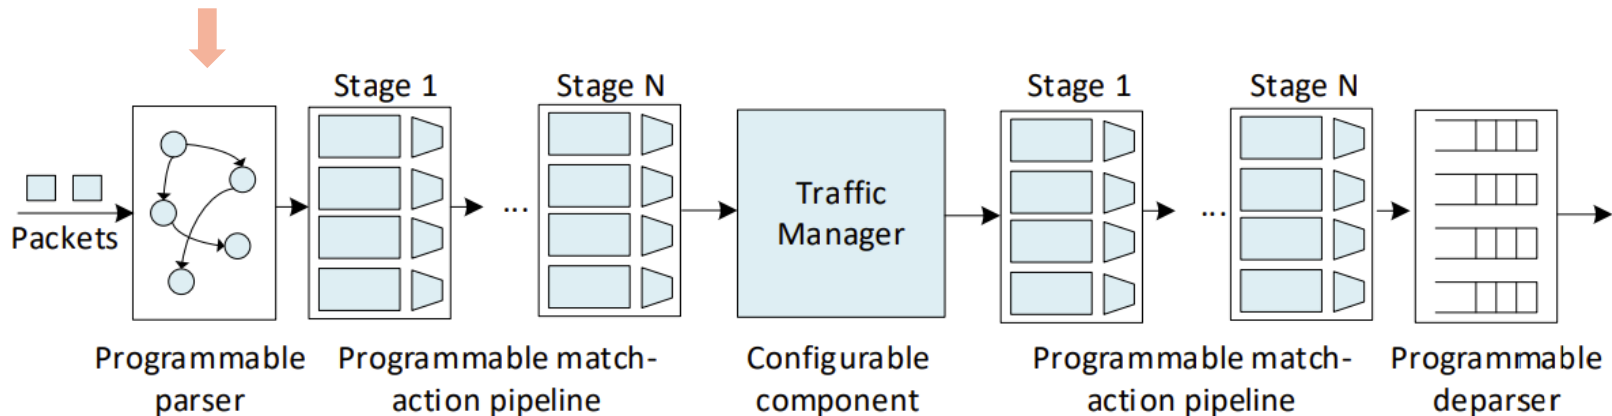 Stage 1
Stage N
Stage 1
Stage N
Packets
...
Traffic
Manager
...
Programmable
parser
Programmable match-
action pipeline
Configurable
component
Programmable match-
action pipeline
Programmable
deparser